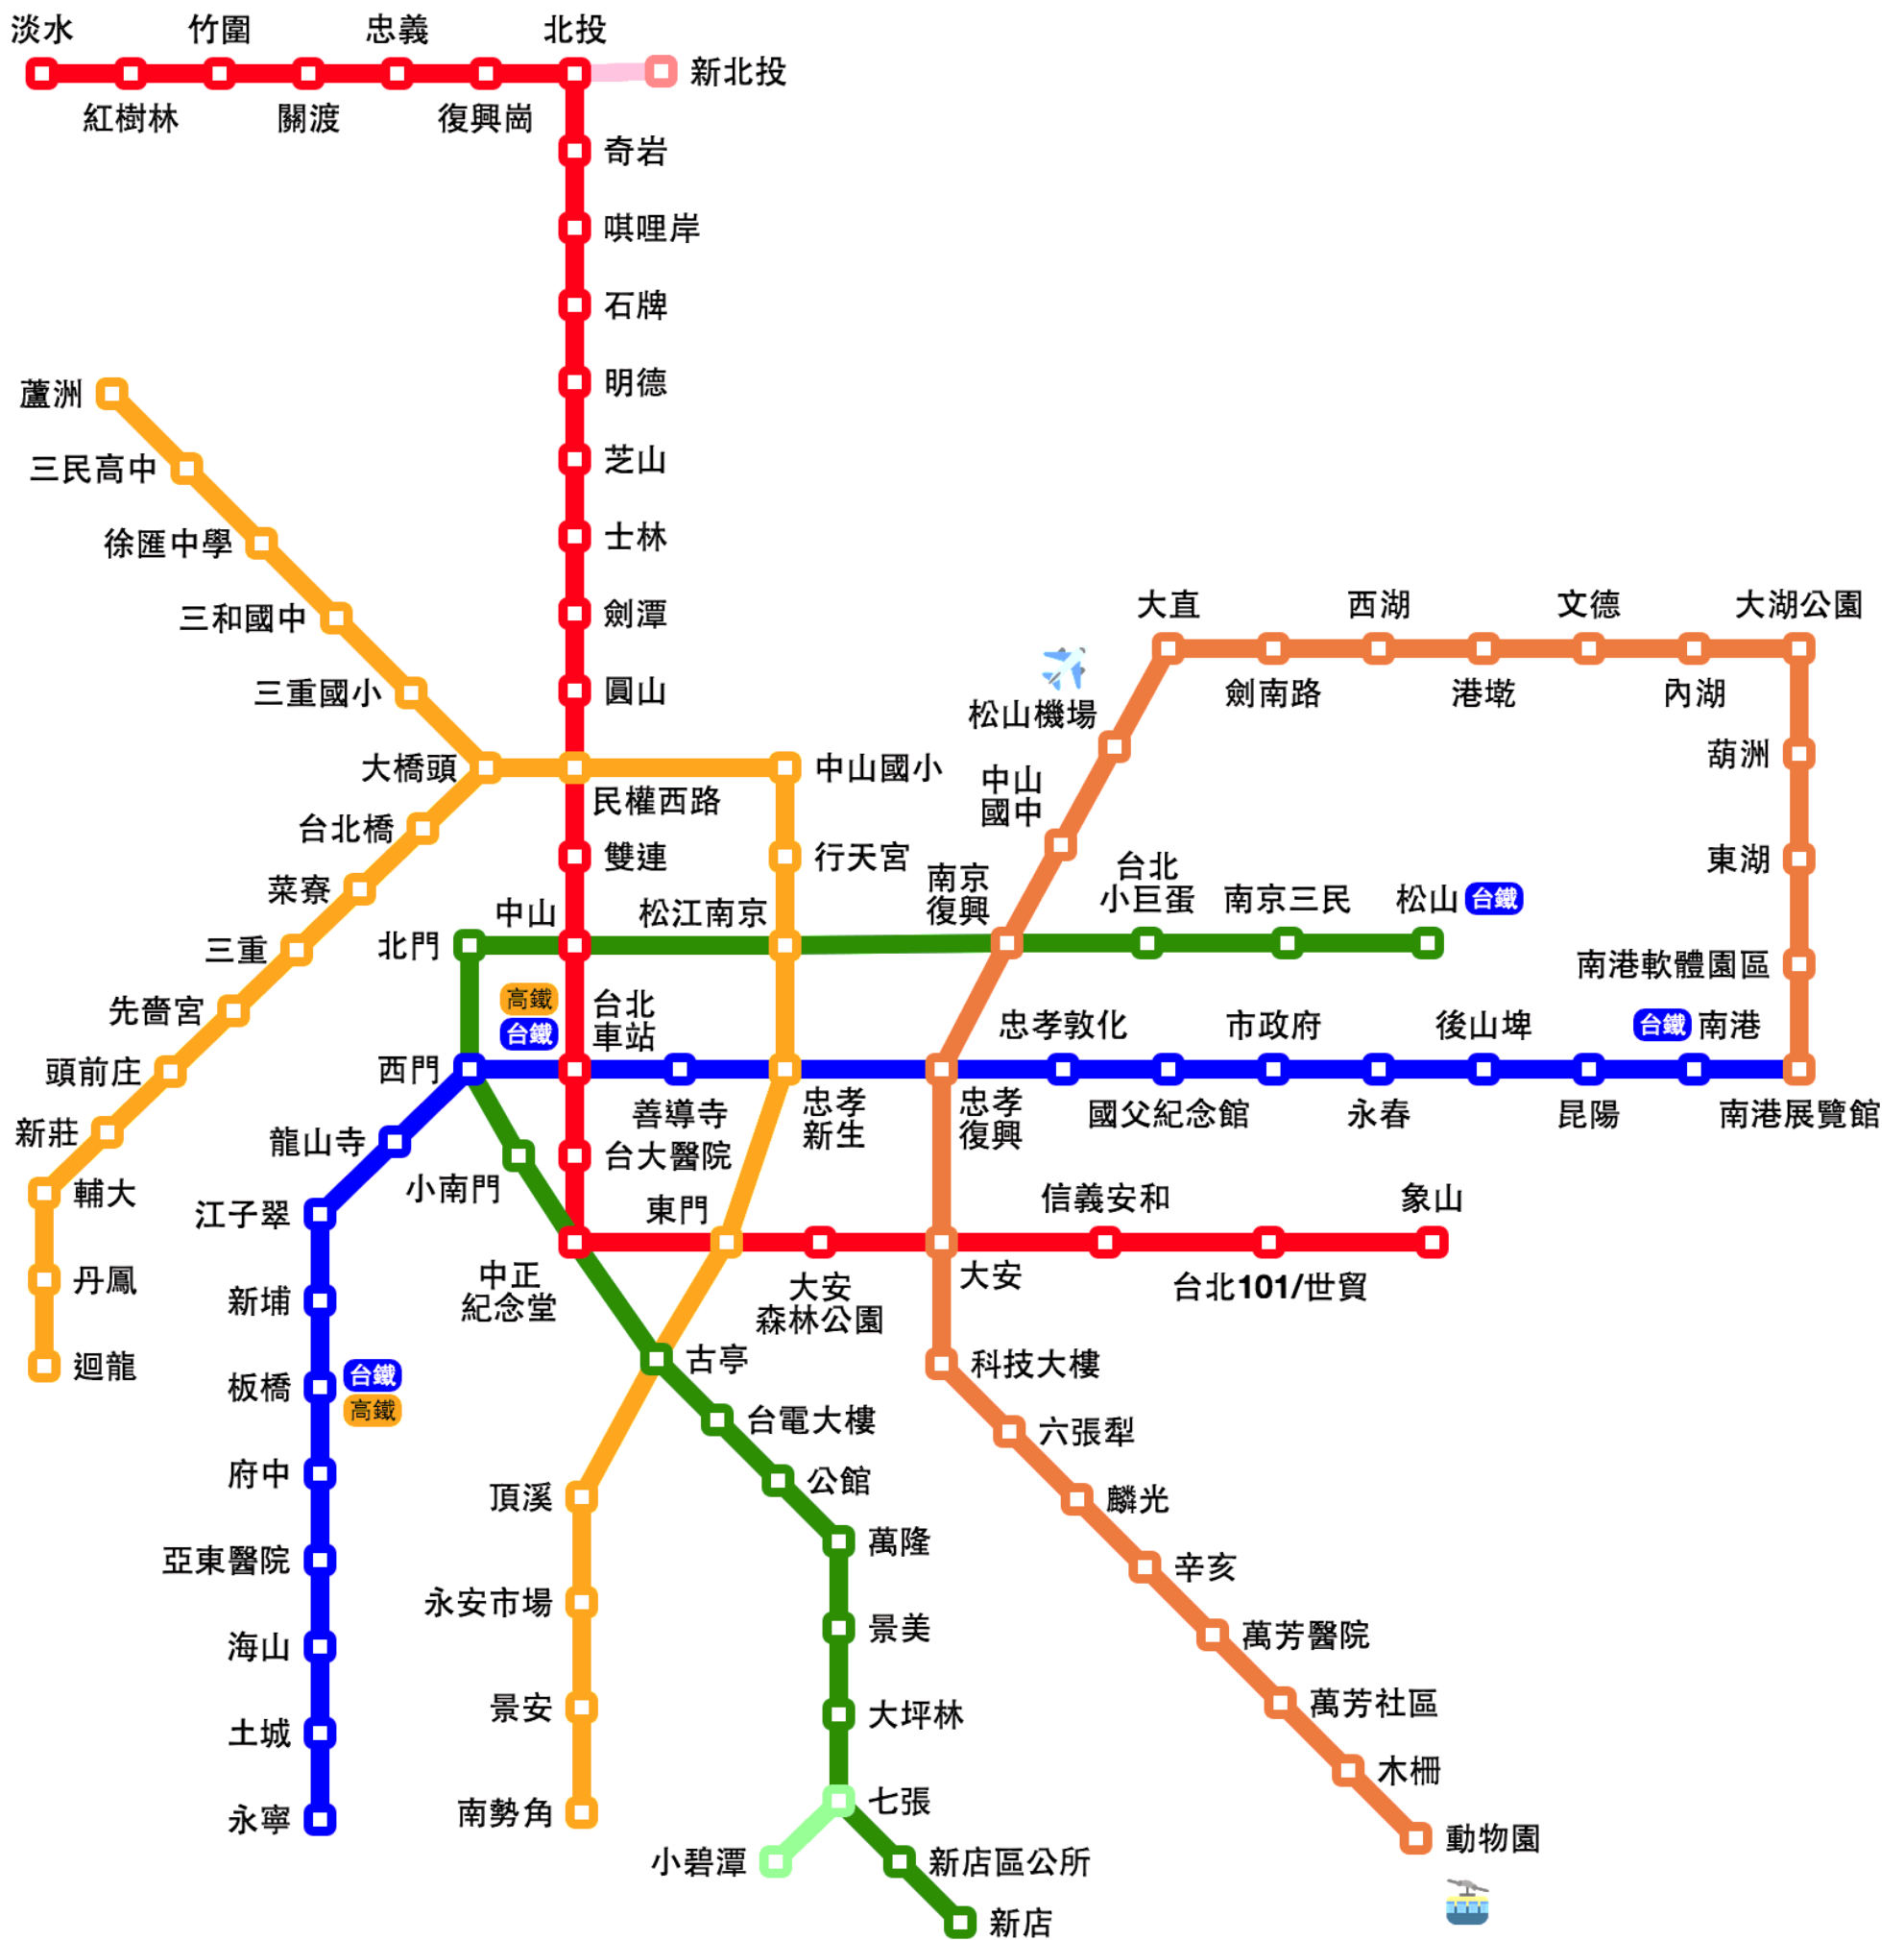 淡水
竹圍
忠義
北投
新北投
紅樹林
關渡
復興崗
奇岩
唭哩岸
石牌
明德
蘆洲
芝山
三民高中
士林
徐匯中學
劍潭
大直
西湖
文德
大湖公園
三和國中
圓山
三重國小
劍南路
港墘
內湖
松山機場
葫洲
大橋頭
中山國小
中山
國中
民權西路
台北橋
雙連
行天宮
東湖
菜寮
南京
復興
台北
小巨蛋
南京三民
松山
台鐵
中山
松江南京
三重
北門
南港軟體園區
先嗇宮
高鐵
台鐵
台北
車站
忠孝敦化
市政府
後山埤
台鐵
南港
頭前庄
西門
新莊
龍山寺
善導寺
忠孝
新生
忠孝
復興
國父紀念館
永春
昆陽
南港展覽館
台大醫院
輔大
小南門
東門
信義安和
象山
江子翠
丹鳳
新埔
中正
紀念堂
大安
森林公園
大安
台北101/世貿
迴龍
板橋
台鐵
高鐵
古亭
科技大樓
台電大樓
六張犁
府中
頂溪
公館
麟光
亞東醫院
萬隆
辛亥
永安市場
景美
萬芳醫院
海山
景安
大坪林
萬芳社區
土城
木柵
永寧
南勢角
七張
動物園
小碧潭
新店區公所
新店